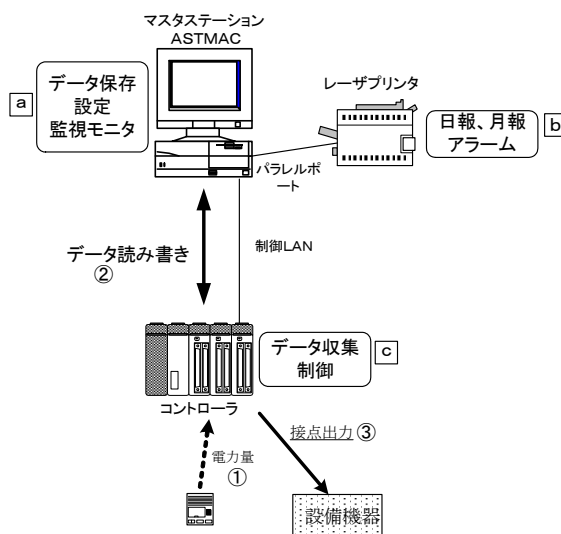 マスタステーション
ASTMAC
a
データ保存
設定
監視モニタ
レーザプリンタ
日報、月報
アラーム
b
パラレルポ
ート
データ読み書き
②
制御LAN
データ収集
制御
c
コントローラ
接点出力③
電力量
①
設備機器